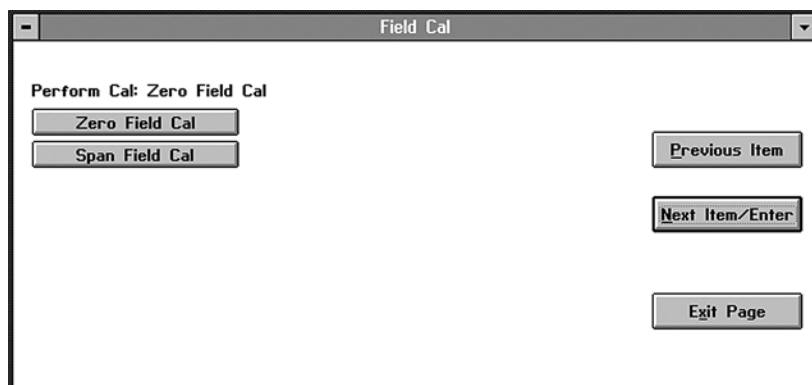 Field Cal
Perform Cal: Zero Field Cal
Zero Field Cal
Span Field Cal
Previous Item
Next Item/Enter
Exit Page